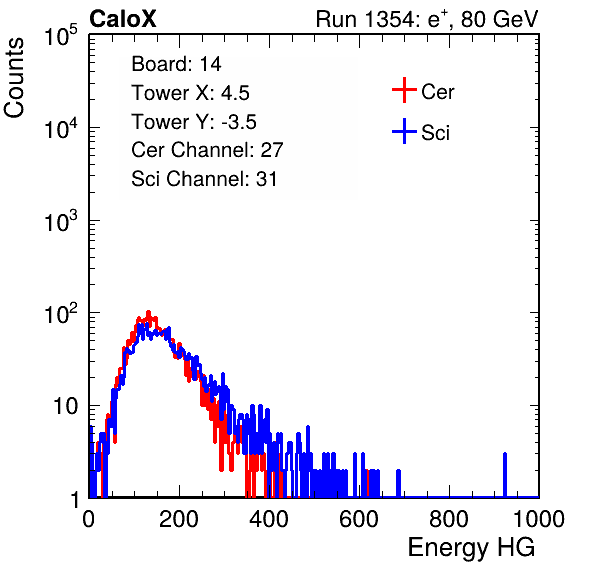 CaloX Run 1354: e⁺, 80 GeV
Counts
10⁵
10⁴
10³
10²
10
1
Board: 14
Tower X: 4.5
Tower Y: -3.5
Cer Channel: 27
Sci Channel: 31
Cer
Sci
0 200 400 600 800 1000
Energy HG